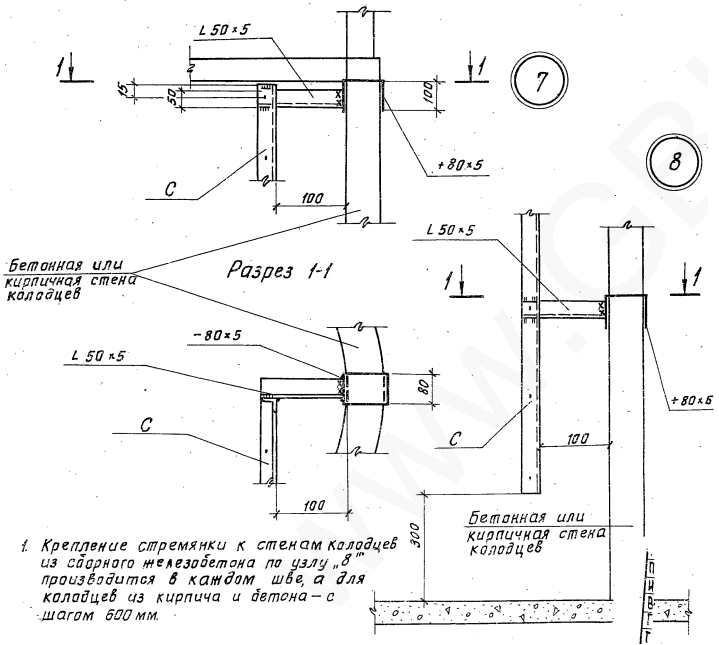 L 50×5
1
1
7
15
50
100
+80×5
8
C
100
L 50×5
Бетонная или
кирпичная стена
колодцев
Разрез 1-1
1
1
-80×5
L 50×5
80
+80×6
C
C
100
100
300
Бетонная или
кирпичная стена
колодцев
1. Крепление стремянки к стенам колодцев
из сборного железобетона по узлу „8"
производится в каждом шве, а для
колодцев из кирпича и бетона – с
шагом 600 мм.